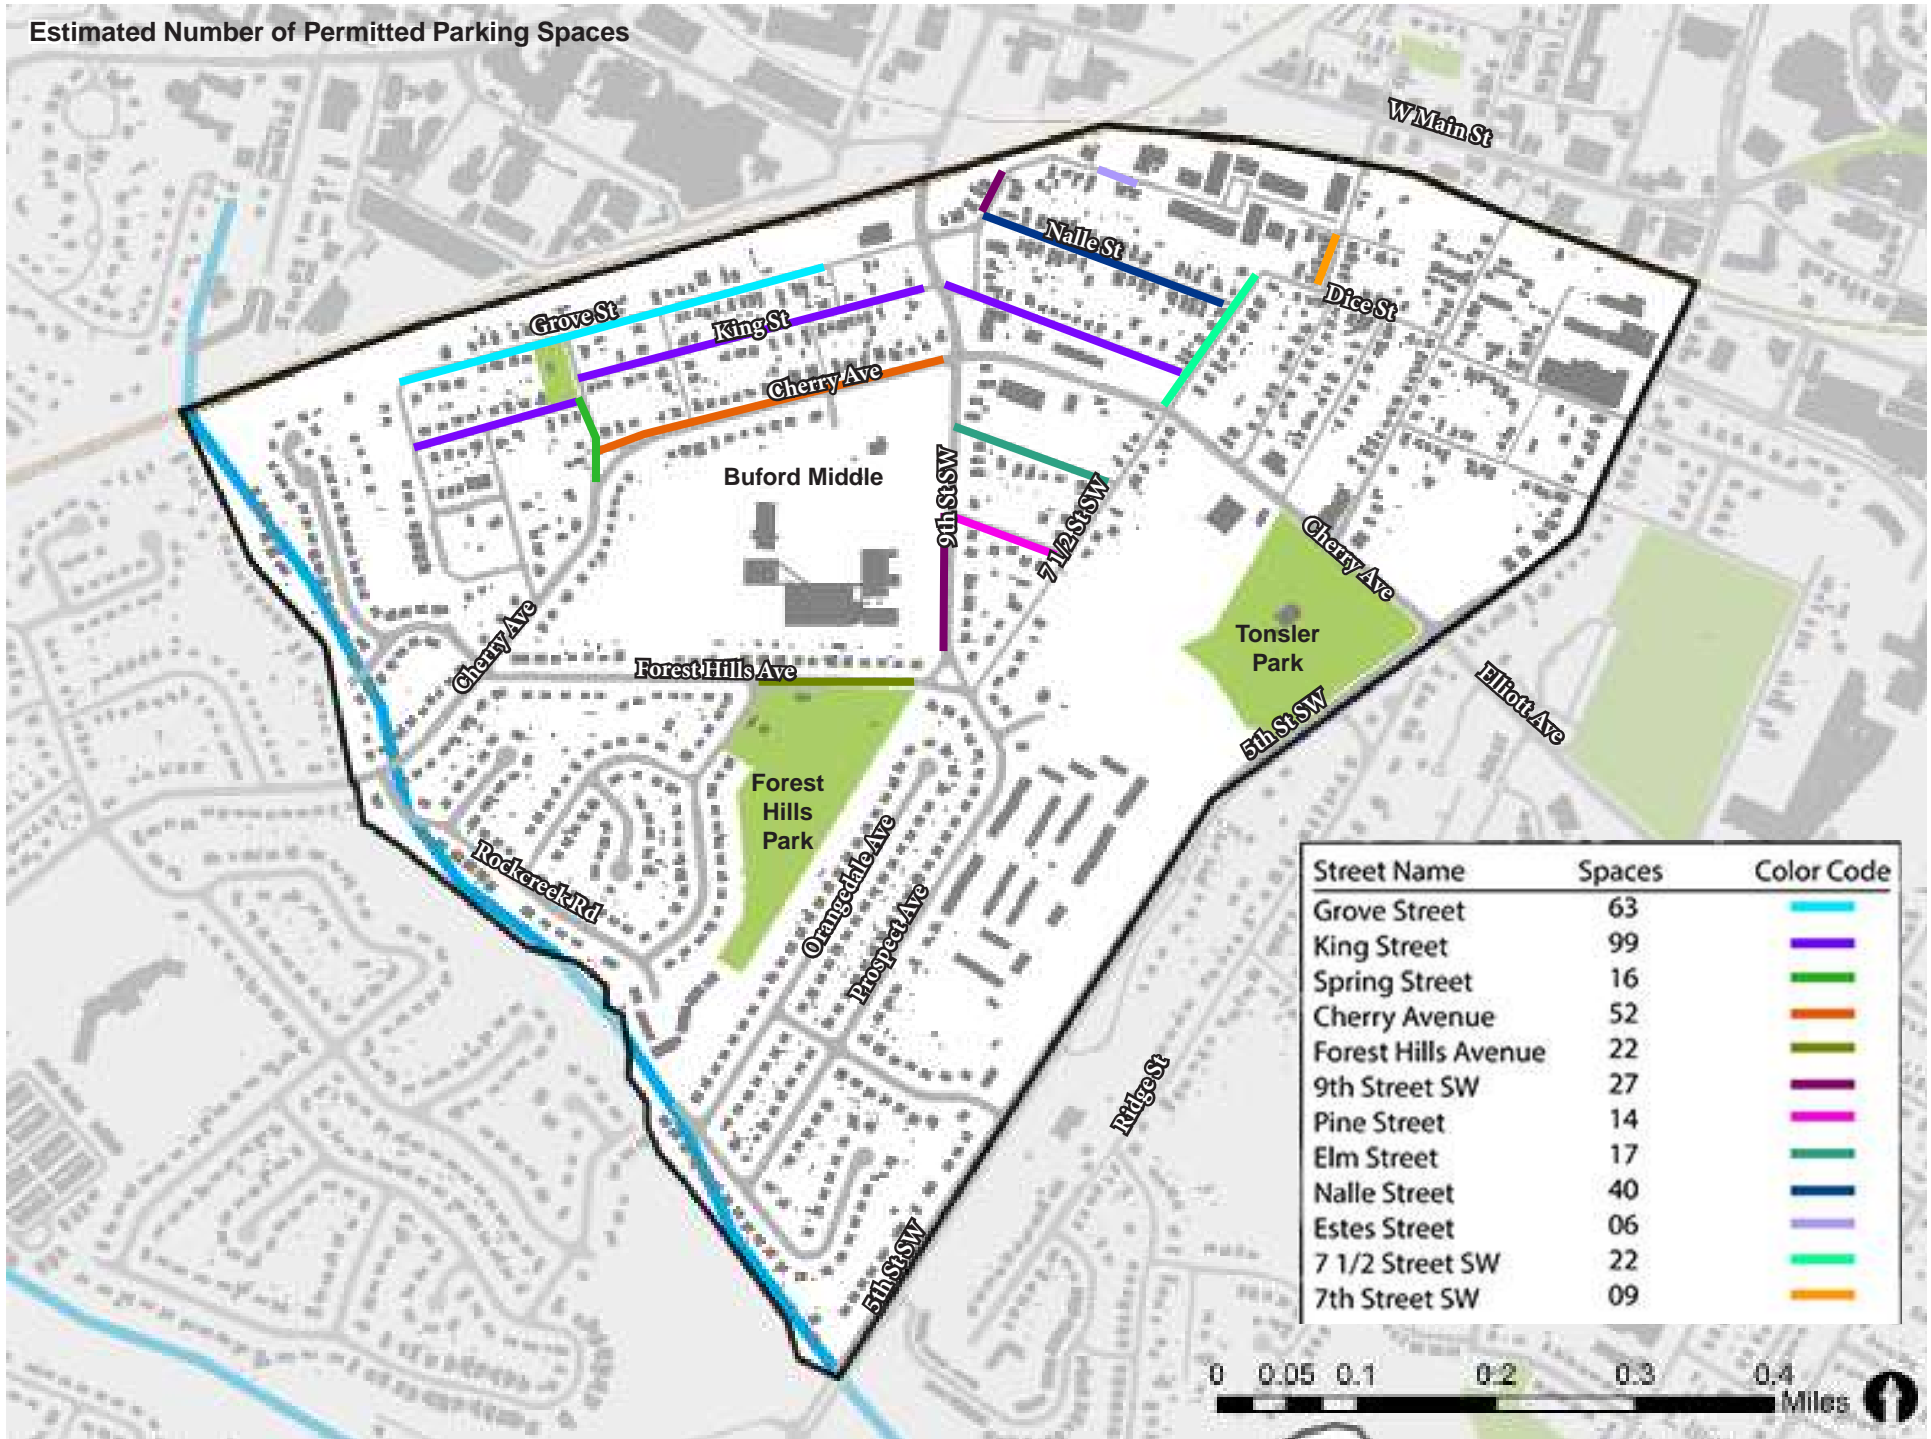 Estimated Number of Permitted Parking Spaces
W Main St
Nalle St
Dice St
Grove St
King St
Cherry Ave
Buford Middle
9th St SW
7 1/2 St SW
Cherry Ave
Tonsler
Park
Cherry Ave
Forest Hills Ave
Elliott Ave
5th St SW
Forest
Hills
Park
Rockcreek Rd
Orangedale Ave
Prospect Ave
Ridge St
5th St SW
Street Name Spaces Color Code
Grove Street 63
King Street 99
Spring Street 16
Cherry Avenue 52
Forest Hills Avenue 22
9th Street SW 27
Pine Street 14
Elm Street 17
Nalle Street 40
Estes Street 06
7 1/2 Street SW 22
7th Street SW 09
0 0.05 0.1 0.2 0.3 0.4
Miles